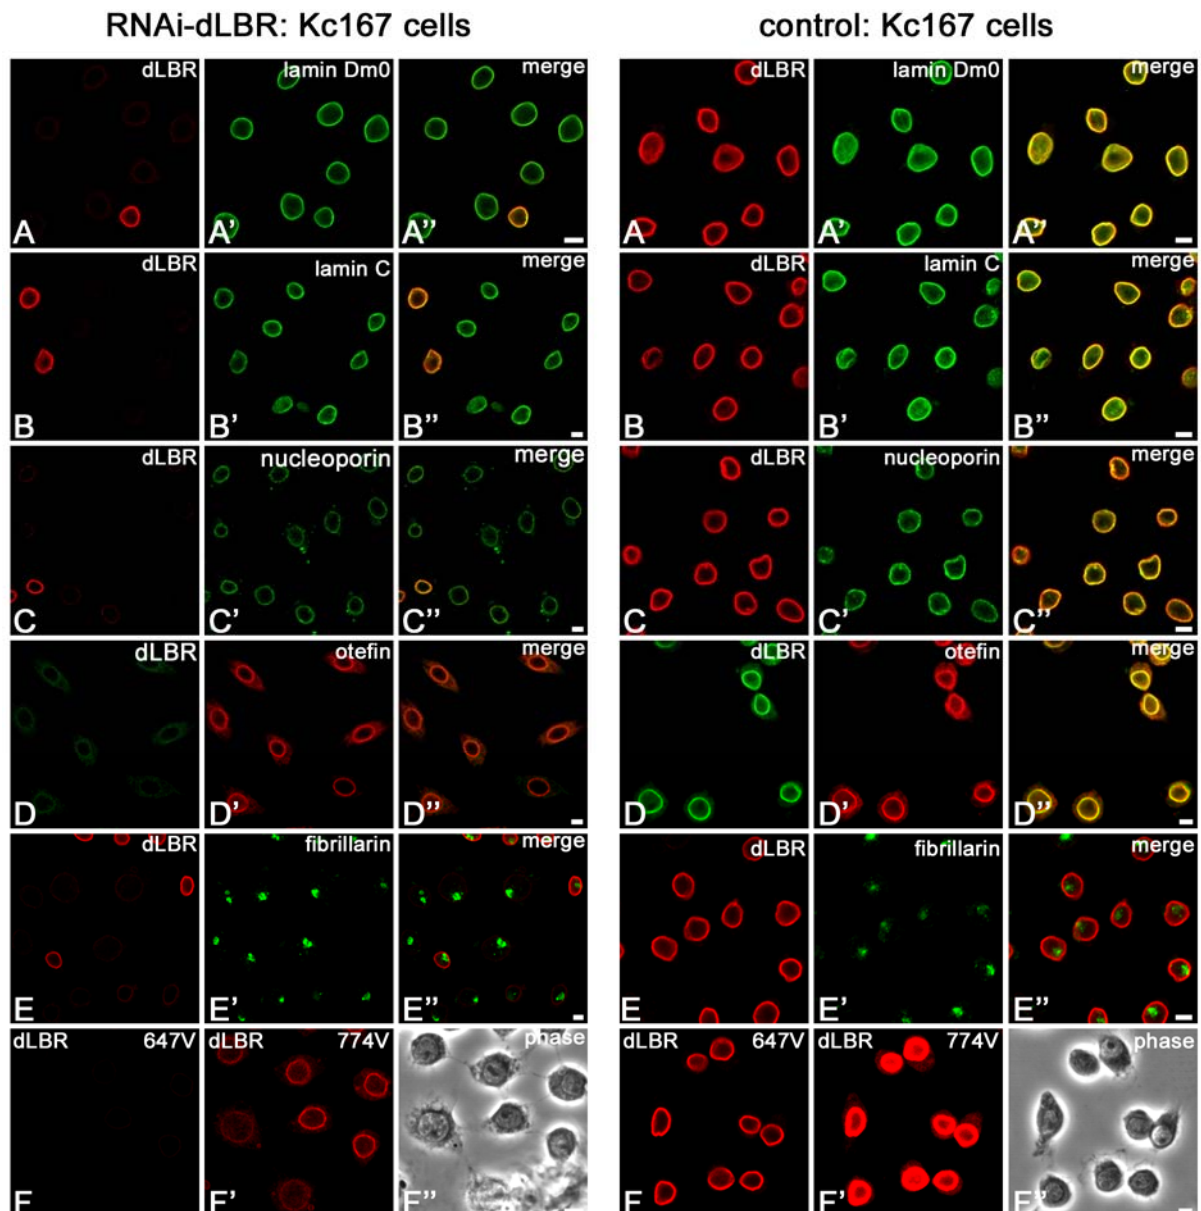 RNAi-dLBR: Kc167 cells control: Kc167 cells
dLBR lamin Dm0 merge dLBR lamin Dm0 merge
A A' A" A A' A"
dLBR lamin C merge dLBR lamin C merge
B B' B" B B' B"
dLBR nucleoporin merge dLBR nucleoporin merge
C C' C" C C' C"
dLBR otefin merge dLBR otefin merge
D D' D" D D' D"
dLBR fibrillarin merge dLBR fibrillarin merge
E E' E" E E' E"
dLBR 647V dLBR 774V phase dLBR 647V dLBR 774V phase
F F' F" F F' F"